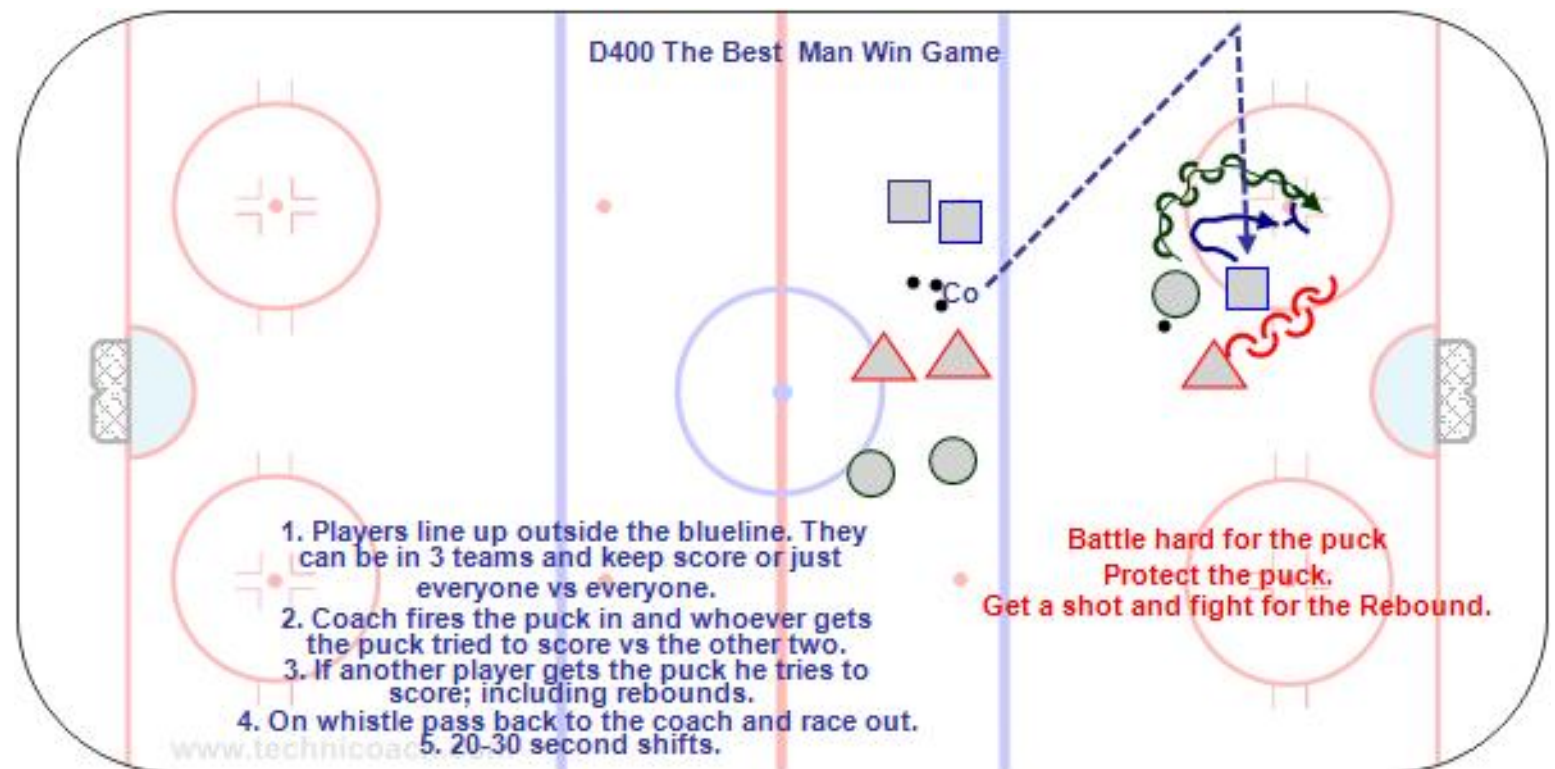 D400 The Best Man Win Game
Co
1. Players line up outside the blueline. They
can be in 3 teams and keep score or just
everyone vs everyone.
2. Coach fires the puck in and whoever gets
the puck tried to score vs the other two.
3. If another player gets the puck he tries to
score; including rebounds.
4. On whistle pass back to the coach and race out.
5. 20-30 second shifts.
Battle hard for the puck
Protect the puck.
Get a shot and fight for the Rebound.